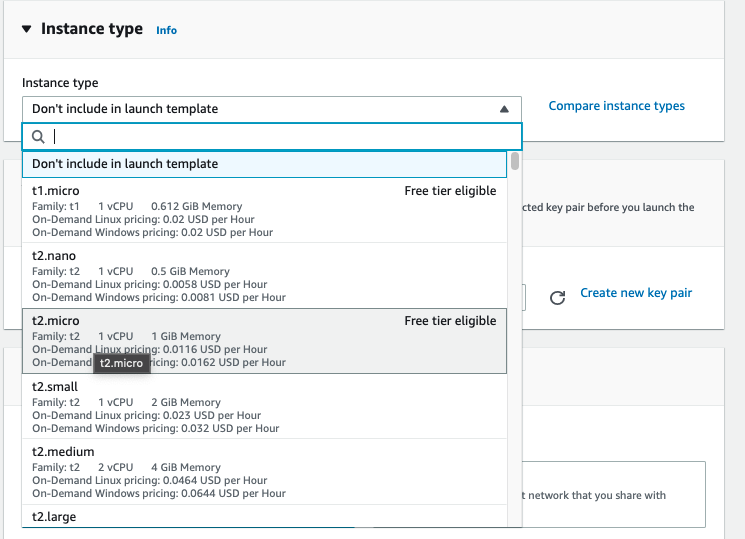 Instance type Info
Instance type
Don't include in launch template
Compare instance types
Don't include in launch template
t1.micro Free tier eligible
Family: t1 1 vCPU 0.612 GiB Memory
On-Demand Linux pricing: 0.02 USD per Hour
On-Demand Windows pricing: 0.02 USD per Hour
cted key pair before you launch the
t2.nano
Family: t2 1 vCPU 0.5 GiB Memory
On-Demand Linux pricing: 0.0058 USD per Hour
On-Demand Windows pricing: 0.0081 USD per Hour
Create new key pair
t2.micro Free tier eligible
Family: t2 1 vCPU 1 GiB Memory
On-Demand Linux pricing: 0.0116 USD per Hour
On-Demand icing: 0.0162 USD per Hour
t2.micro
t2.small
Family: t2 1 vCPU 2 GiB Memory
On-Demand Linux pricing: 0.023 USD per Hour
On-Demand Windows pricing: 0.032 USD per Hour
t2.medium
Family: t2 2 vCPU 4 GiB Memory
On-Demand Linux pricing: 0.0464 USD per Hour
On-Demand Windows pricing: 0.0644 USD per Hour
t network that you share with
t2.large